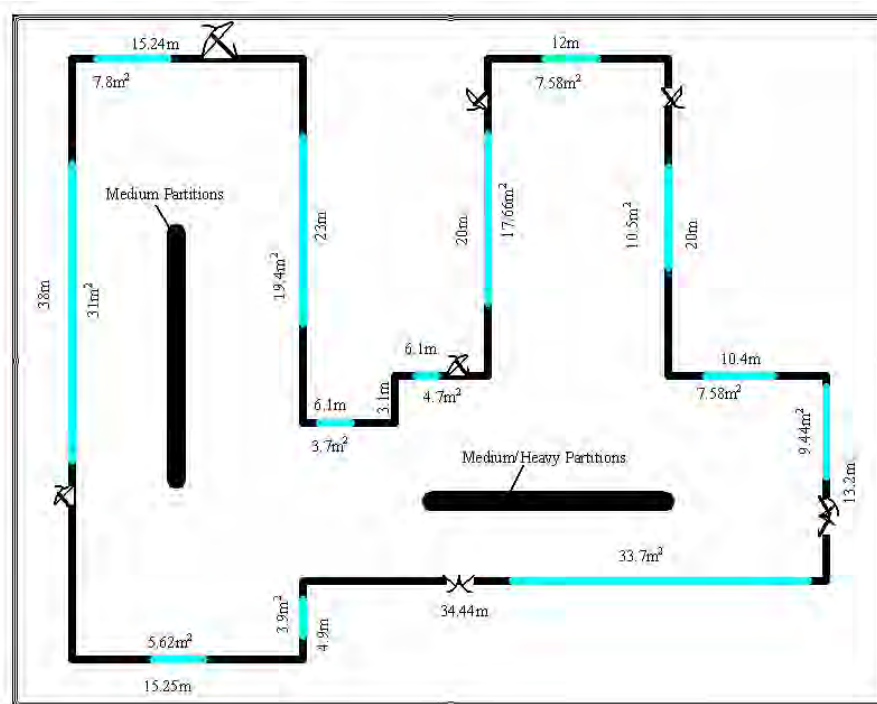 15.24m
12m
7.8m²
7.58m²
Medium Partitions
38m
31m²
19.4m²
23m
20m
17.66m²
10.5m²
20m
6.1m
4.7m²
10.4m
7.58m²
6.1m
3.1m
3.7m²
9.44m²
13.2m
Medium/Heavy Partitions
33.7m²
34.44m
3.9m²
4.9m
5.62m²
15.25m